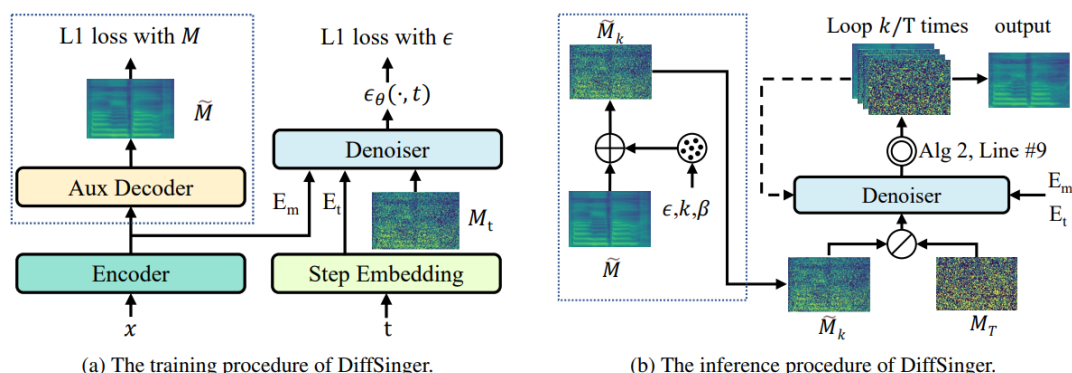 L1 loss with M
M̃
Aux Decoder
Encoder
x
L1 loss with ϵ
ϵθ(·, t)
Denoiser
Em
Et
Mt
Step Embedding
t
(a) The training procedure of DiffSinger.
M̃k
ϵ,k,β
M̃
Loop k/T times
output
Alg 2, Line #9
Denoiser
Em
Et
M̃k
MT
(b) The inference procedure of DiffSinger.